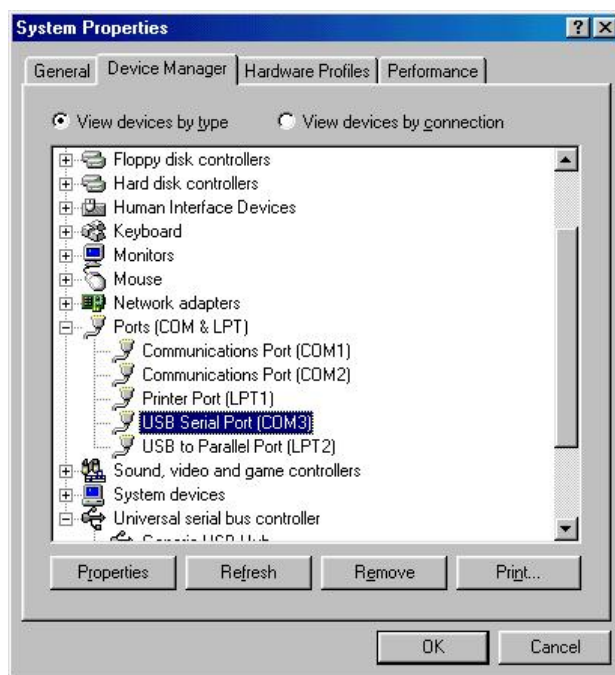 System Properties
General Device Manager Hardware Profiles Performance
View devices by type View devices by connection
Floppy disk controllers
Hard disk controllers
Human Interface Devices
Keyboard
Monitors
Mouse
Network adapters
Ports (COM & LPT)
Communications Port (COM1)
Communications Port (COM2)
Printer Port (LPT1)
USB Serial Port (COM3)
USB to Parallel Port (LPT2)
Sound, video and game controllers
System devices
Universal serial bus controller
Generic USB Hub
Properties Refresh Remove Print...
OK Cancel